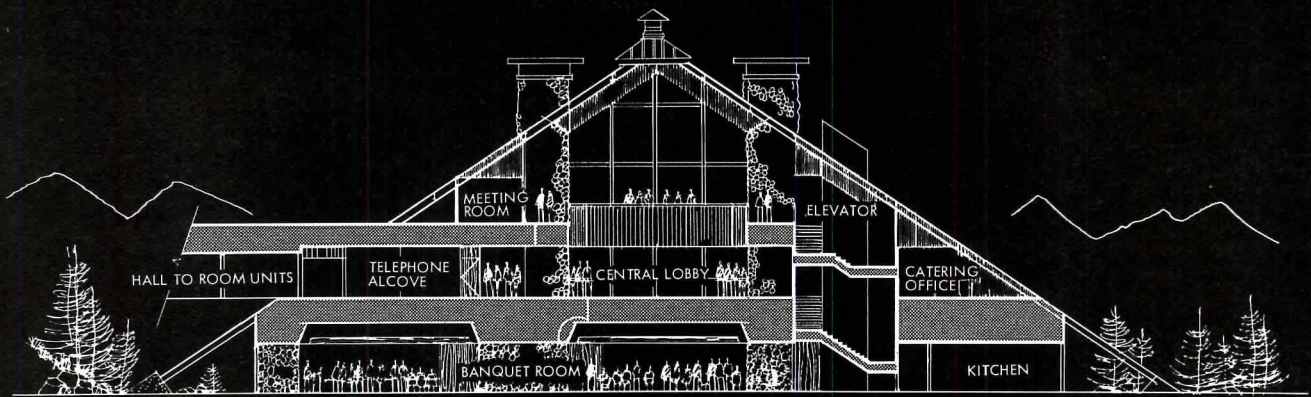 MEETING
ROOM
ELEVATOR
HALL TO ROOM UNITS
TELEPHONE
ALCOVE
CENTRAL LOBBY
CATERING
OFFICE
BANQUET ROOM
KITCHEN